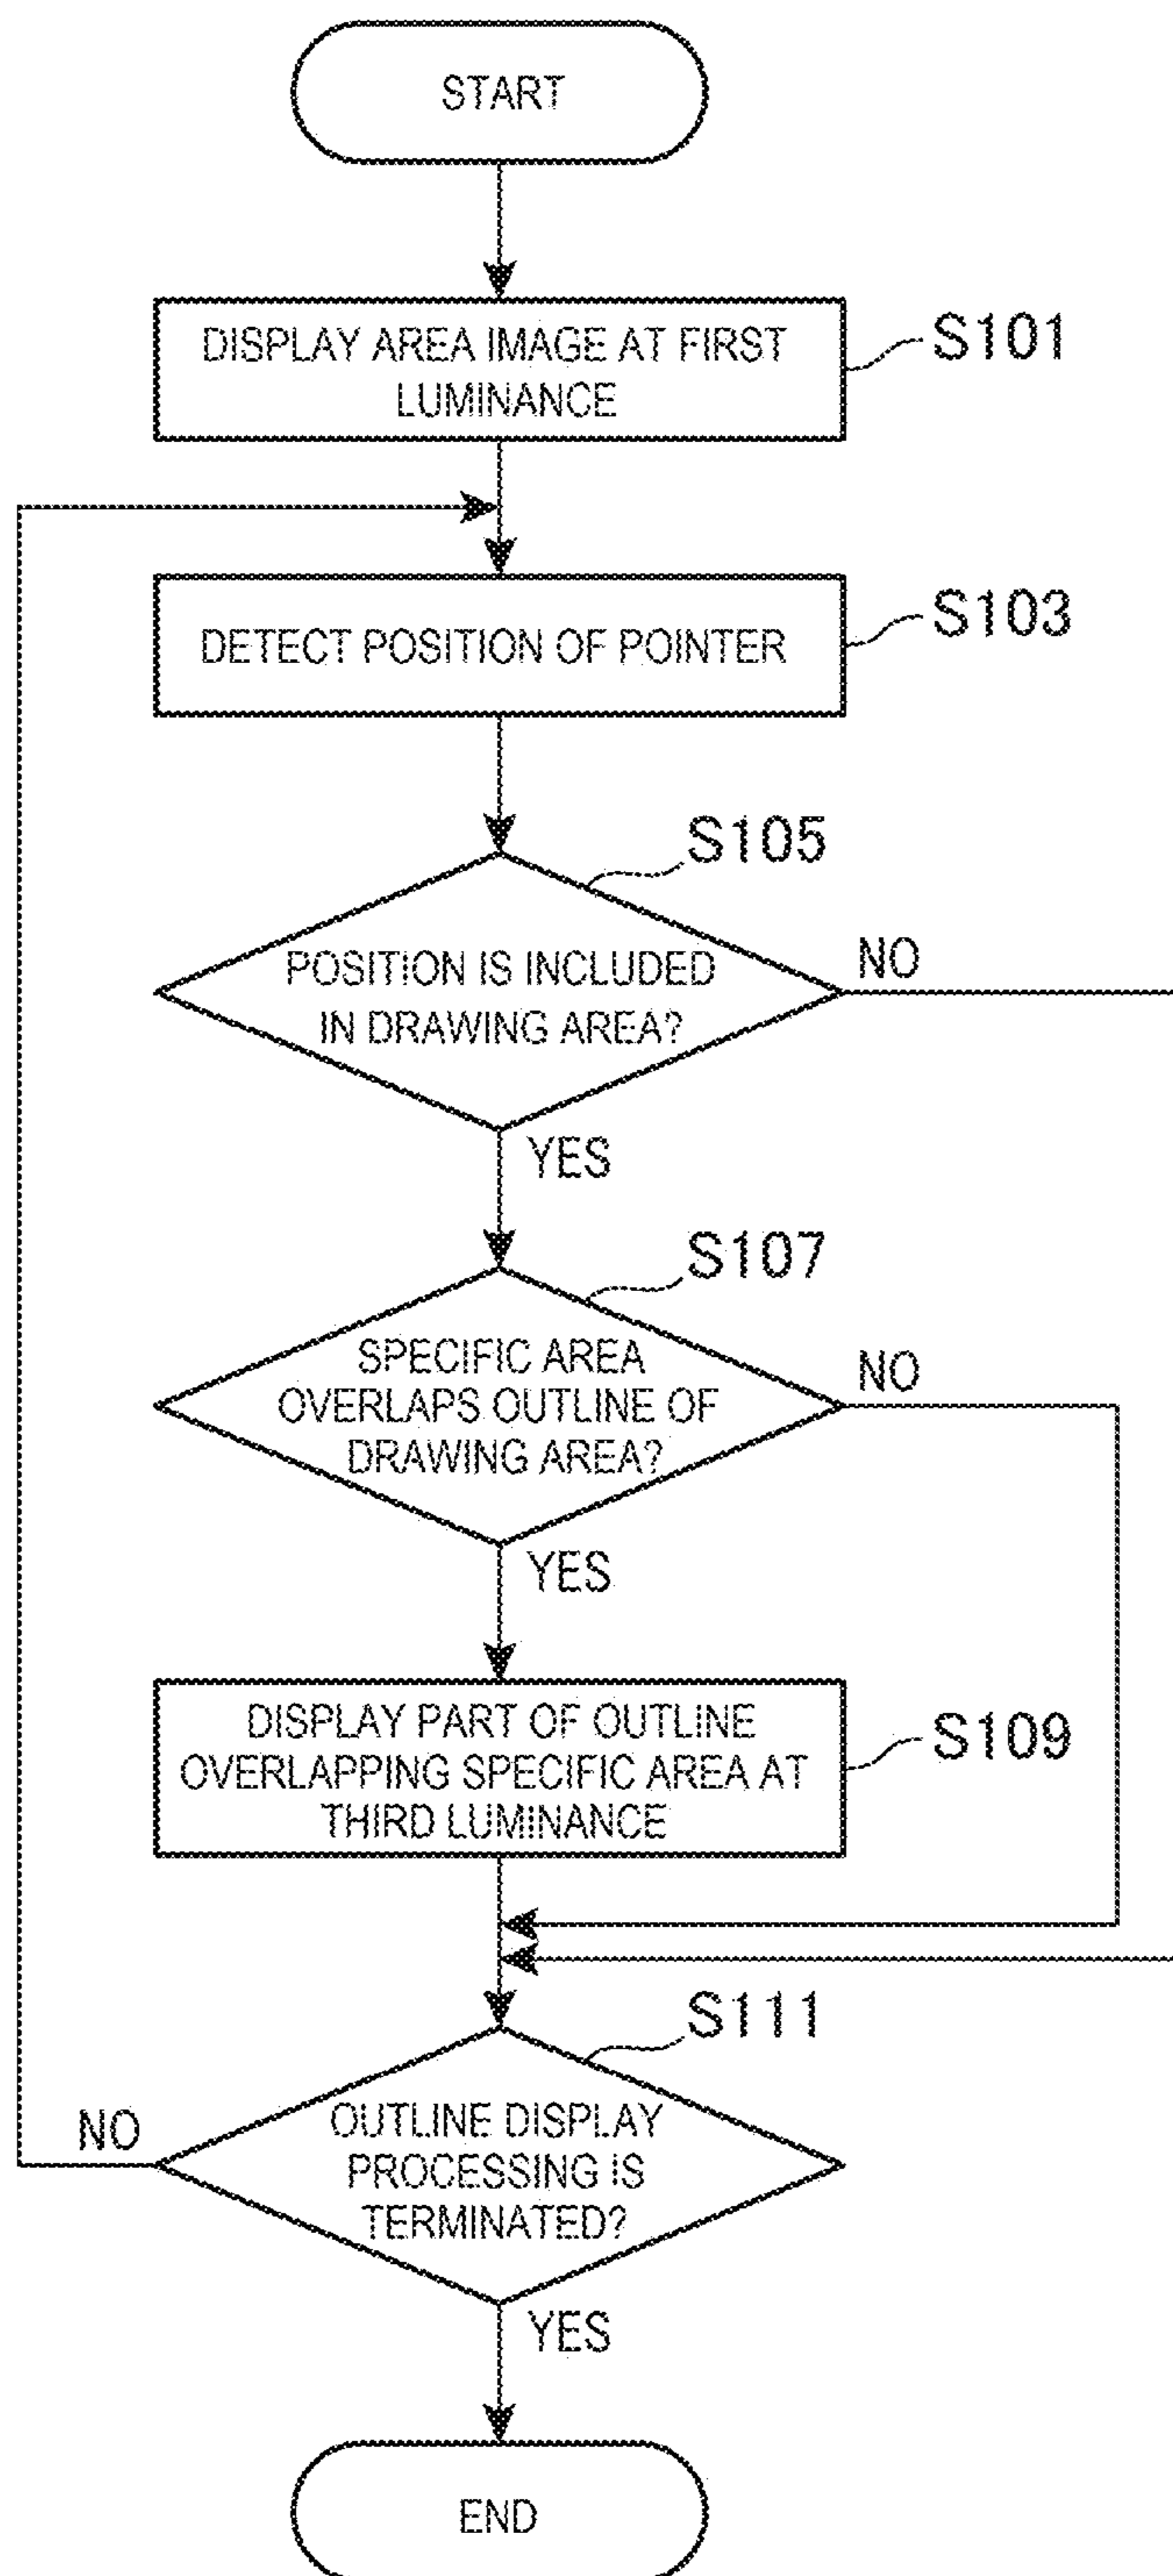 START
DISPLAY AREA IMAGE AT FIRST
LUMINANCE
S101
DETECT POSITION OF POINTER
S103
S105
POSITION IS INCLUDED
IN DRAWING AREA?
NO
YES
S107
SPECIFIC AREA
OVERLAPS OUTLINE OF
DRAWING AREA?
NO
YES
DISPLAY PART OF OUTLINE
OVERLAPPING SPECIFIC AREA AT
THIRD LUMINANCE
S109
S111
OUTLINE DISPLAY
PROCESSING IS
TERMINATED?
NO
YES
END